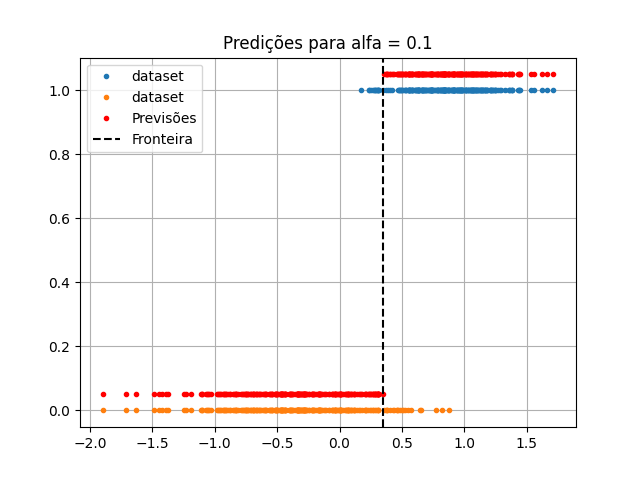 Predições para alfa = 0.1
dataset
dataset
Previsões
Fronteira
1.0
0.8
0.6
0.4
0.2
0.0
−2.0 −1.5 −1.0 −0.5 0.0 0.5 1.0 1.5